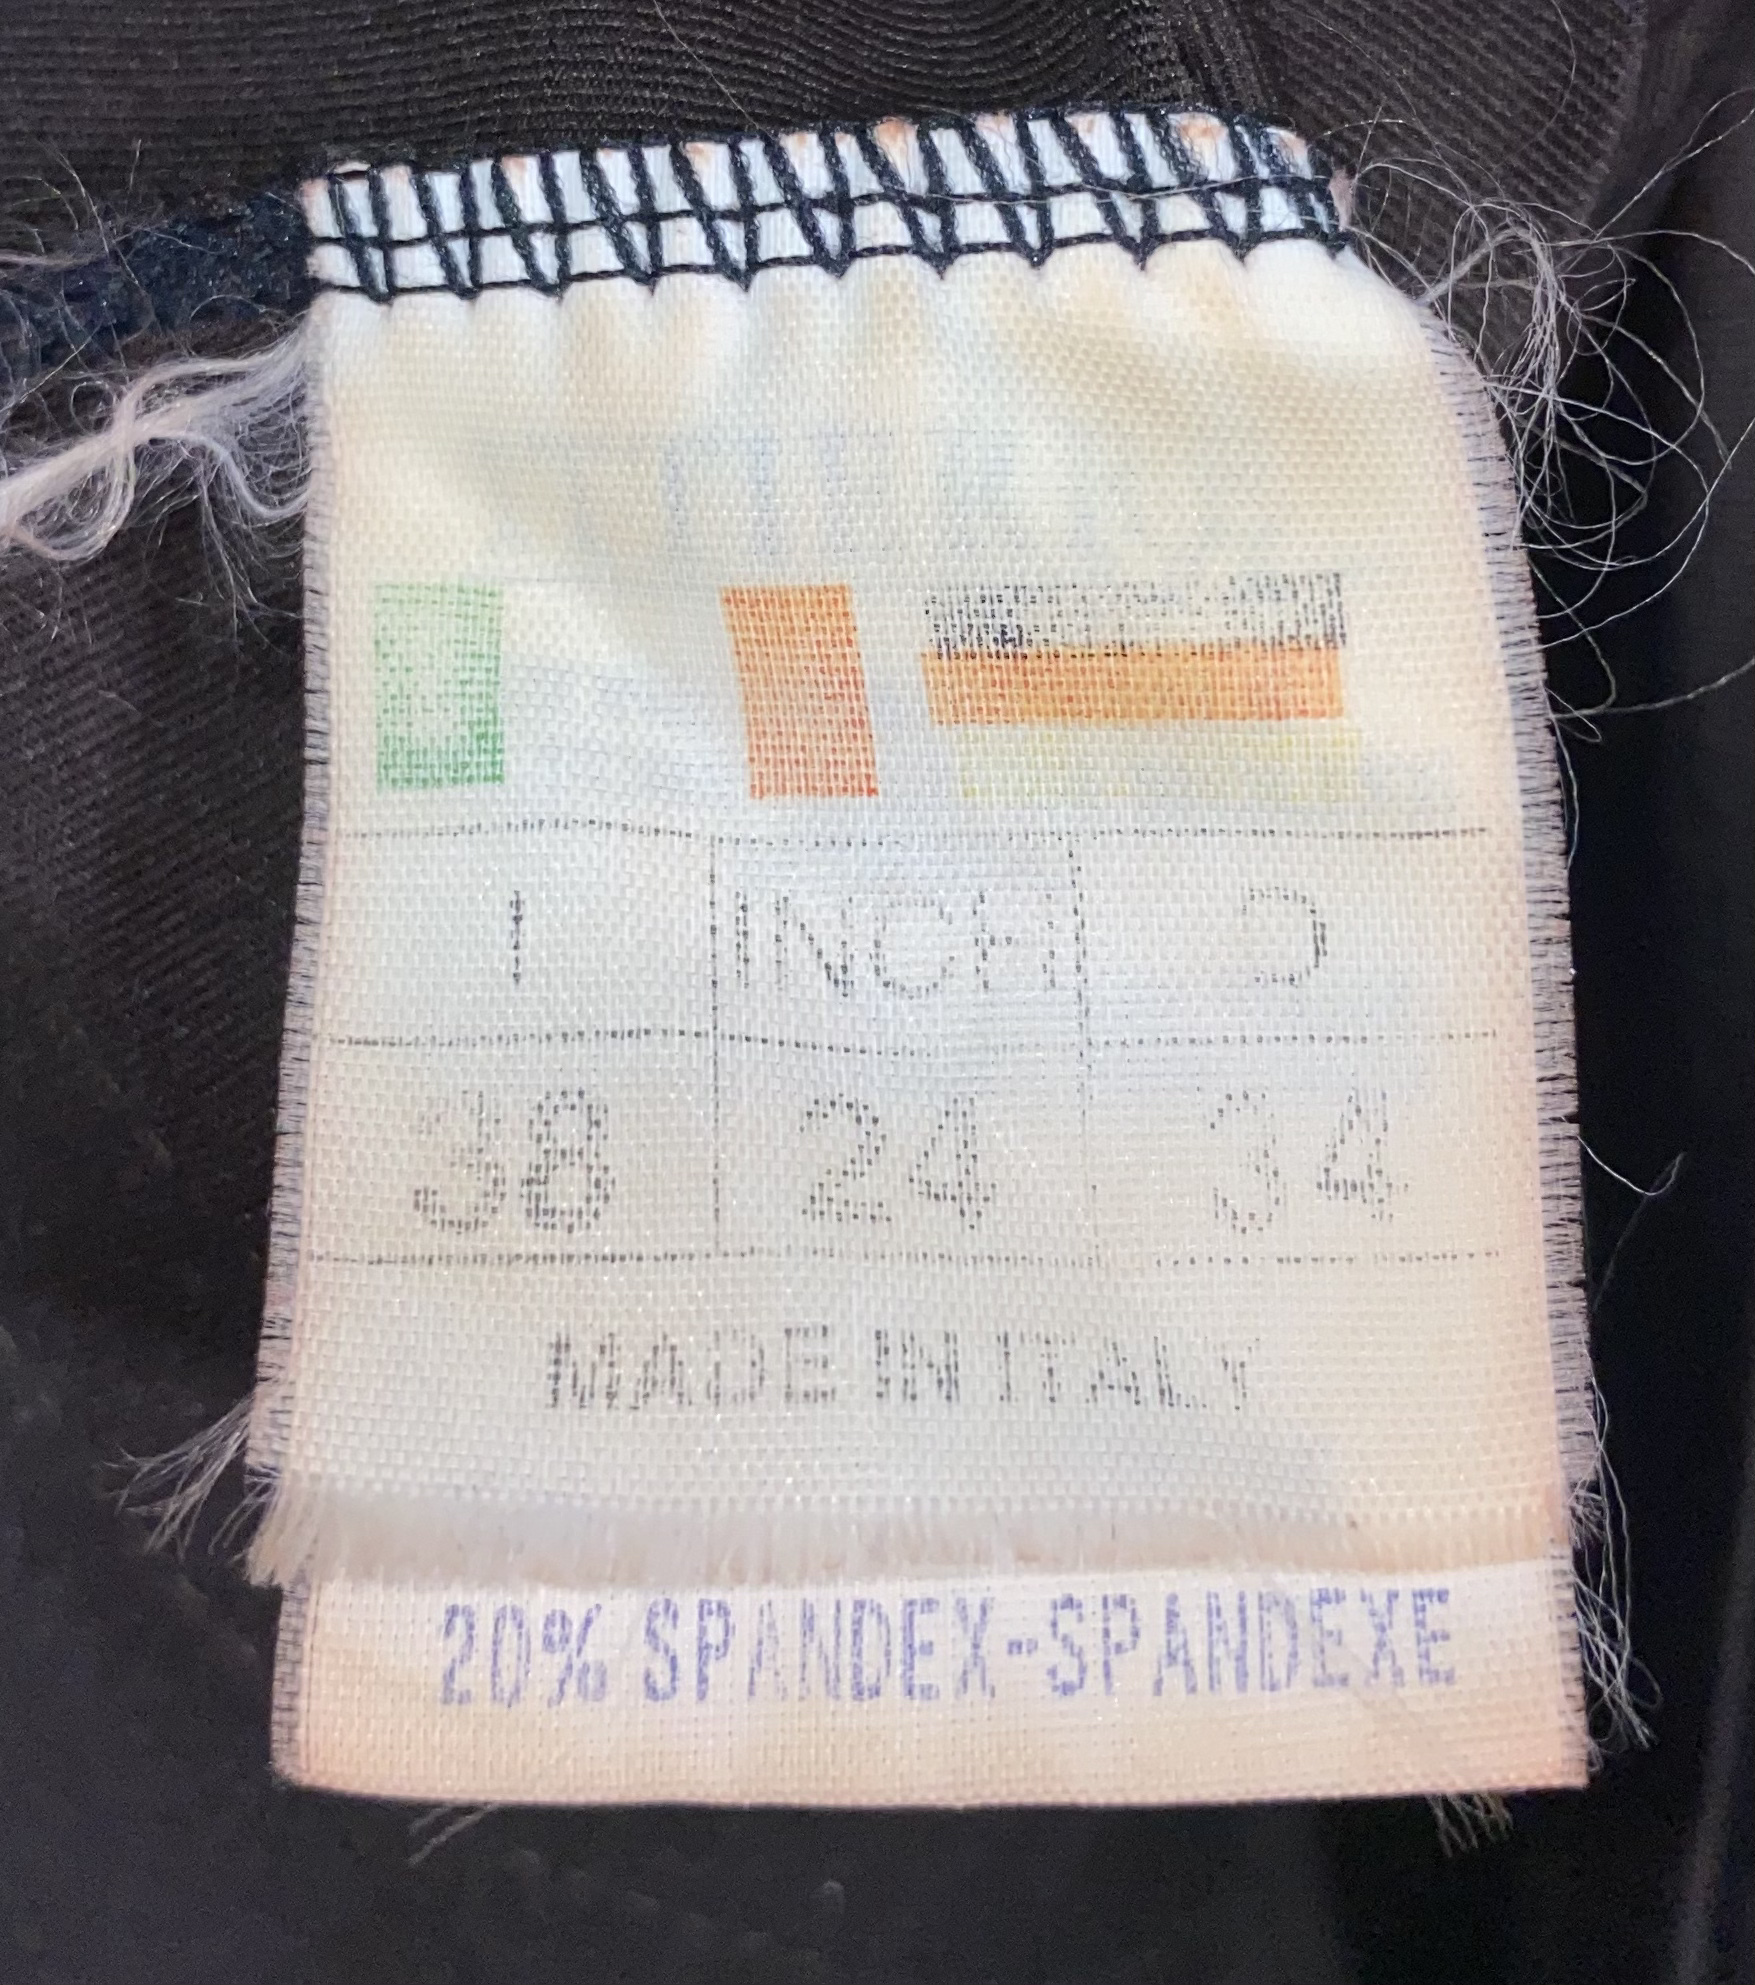 I INCH D
38 24 34
MADE IN ITALY
20% SPANDEX-SPANDEXE